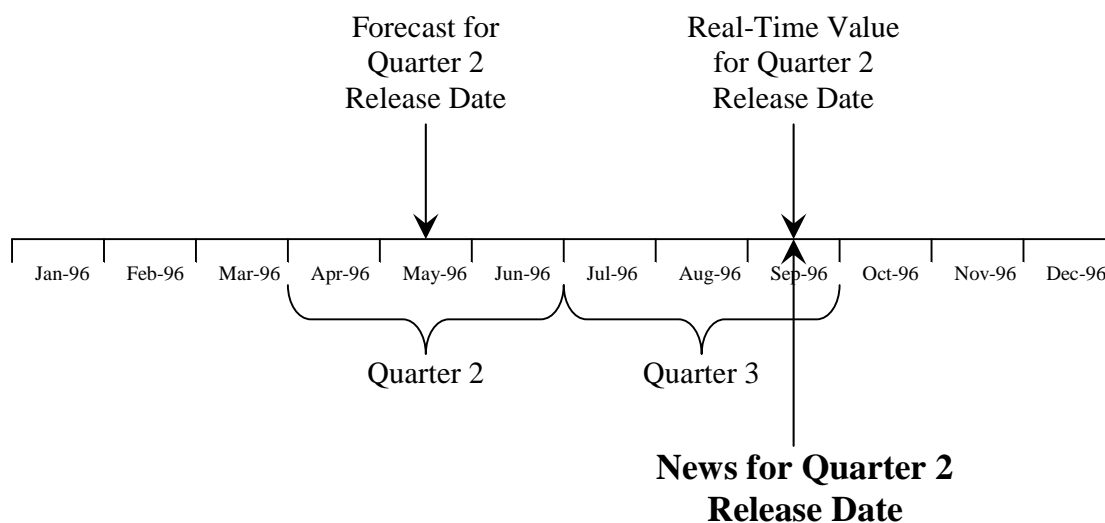 Forecast for
Quarter 2
Release Date
Real-Time Value
for Quarter 2
Release Date
Jan-96 Feb-96 Mar-96 Apr-96 May-96 Jun-96 Jul-96 Aug-96 Sep-96 Oct-96 Nov-96 Dec-96
Quarter 2 Quarter 3
News for Quarter 2
Release Date